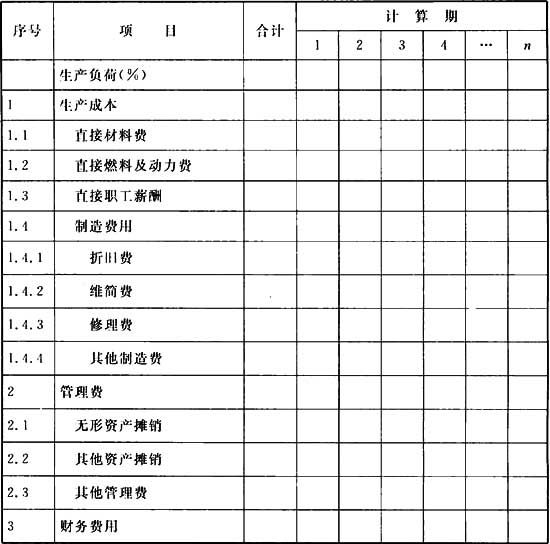 序号 项 目 合计 计 算 期
1 2 3 4 … n
生产负荷(%)
1 生产成本
1.1 直接材料费
1.2 直接燃料及动力费
1.3 直接职工薪酬
1.4 制造费用
1.4.1 折旧费
1.4.2 维简费
1.4.3 修理费
1.4.4 其他制造费
2 管理费
2.1 无形资产摊销
2.2 其他资产摊销
2.3 其他管理费
3 财务费用